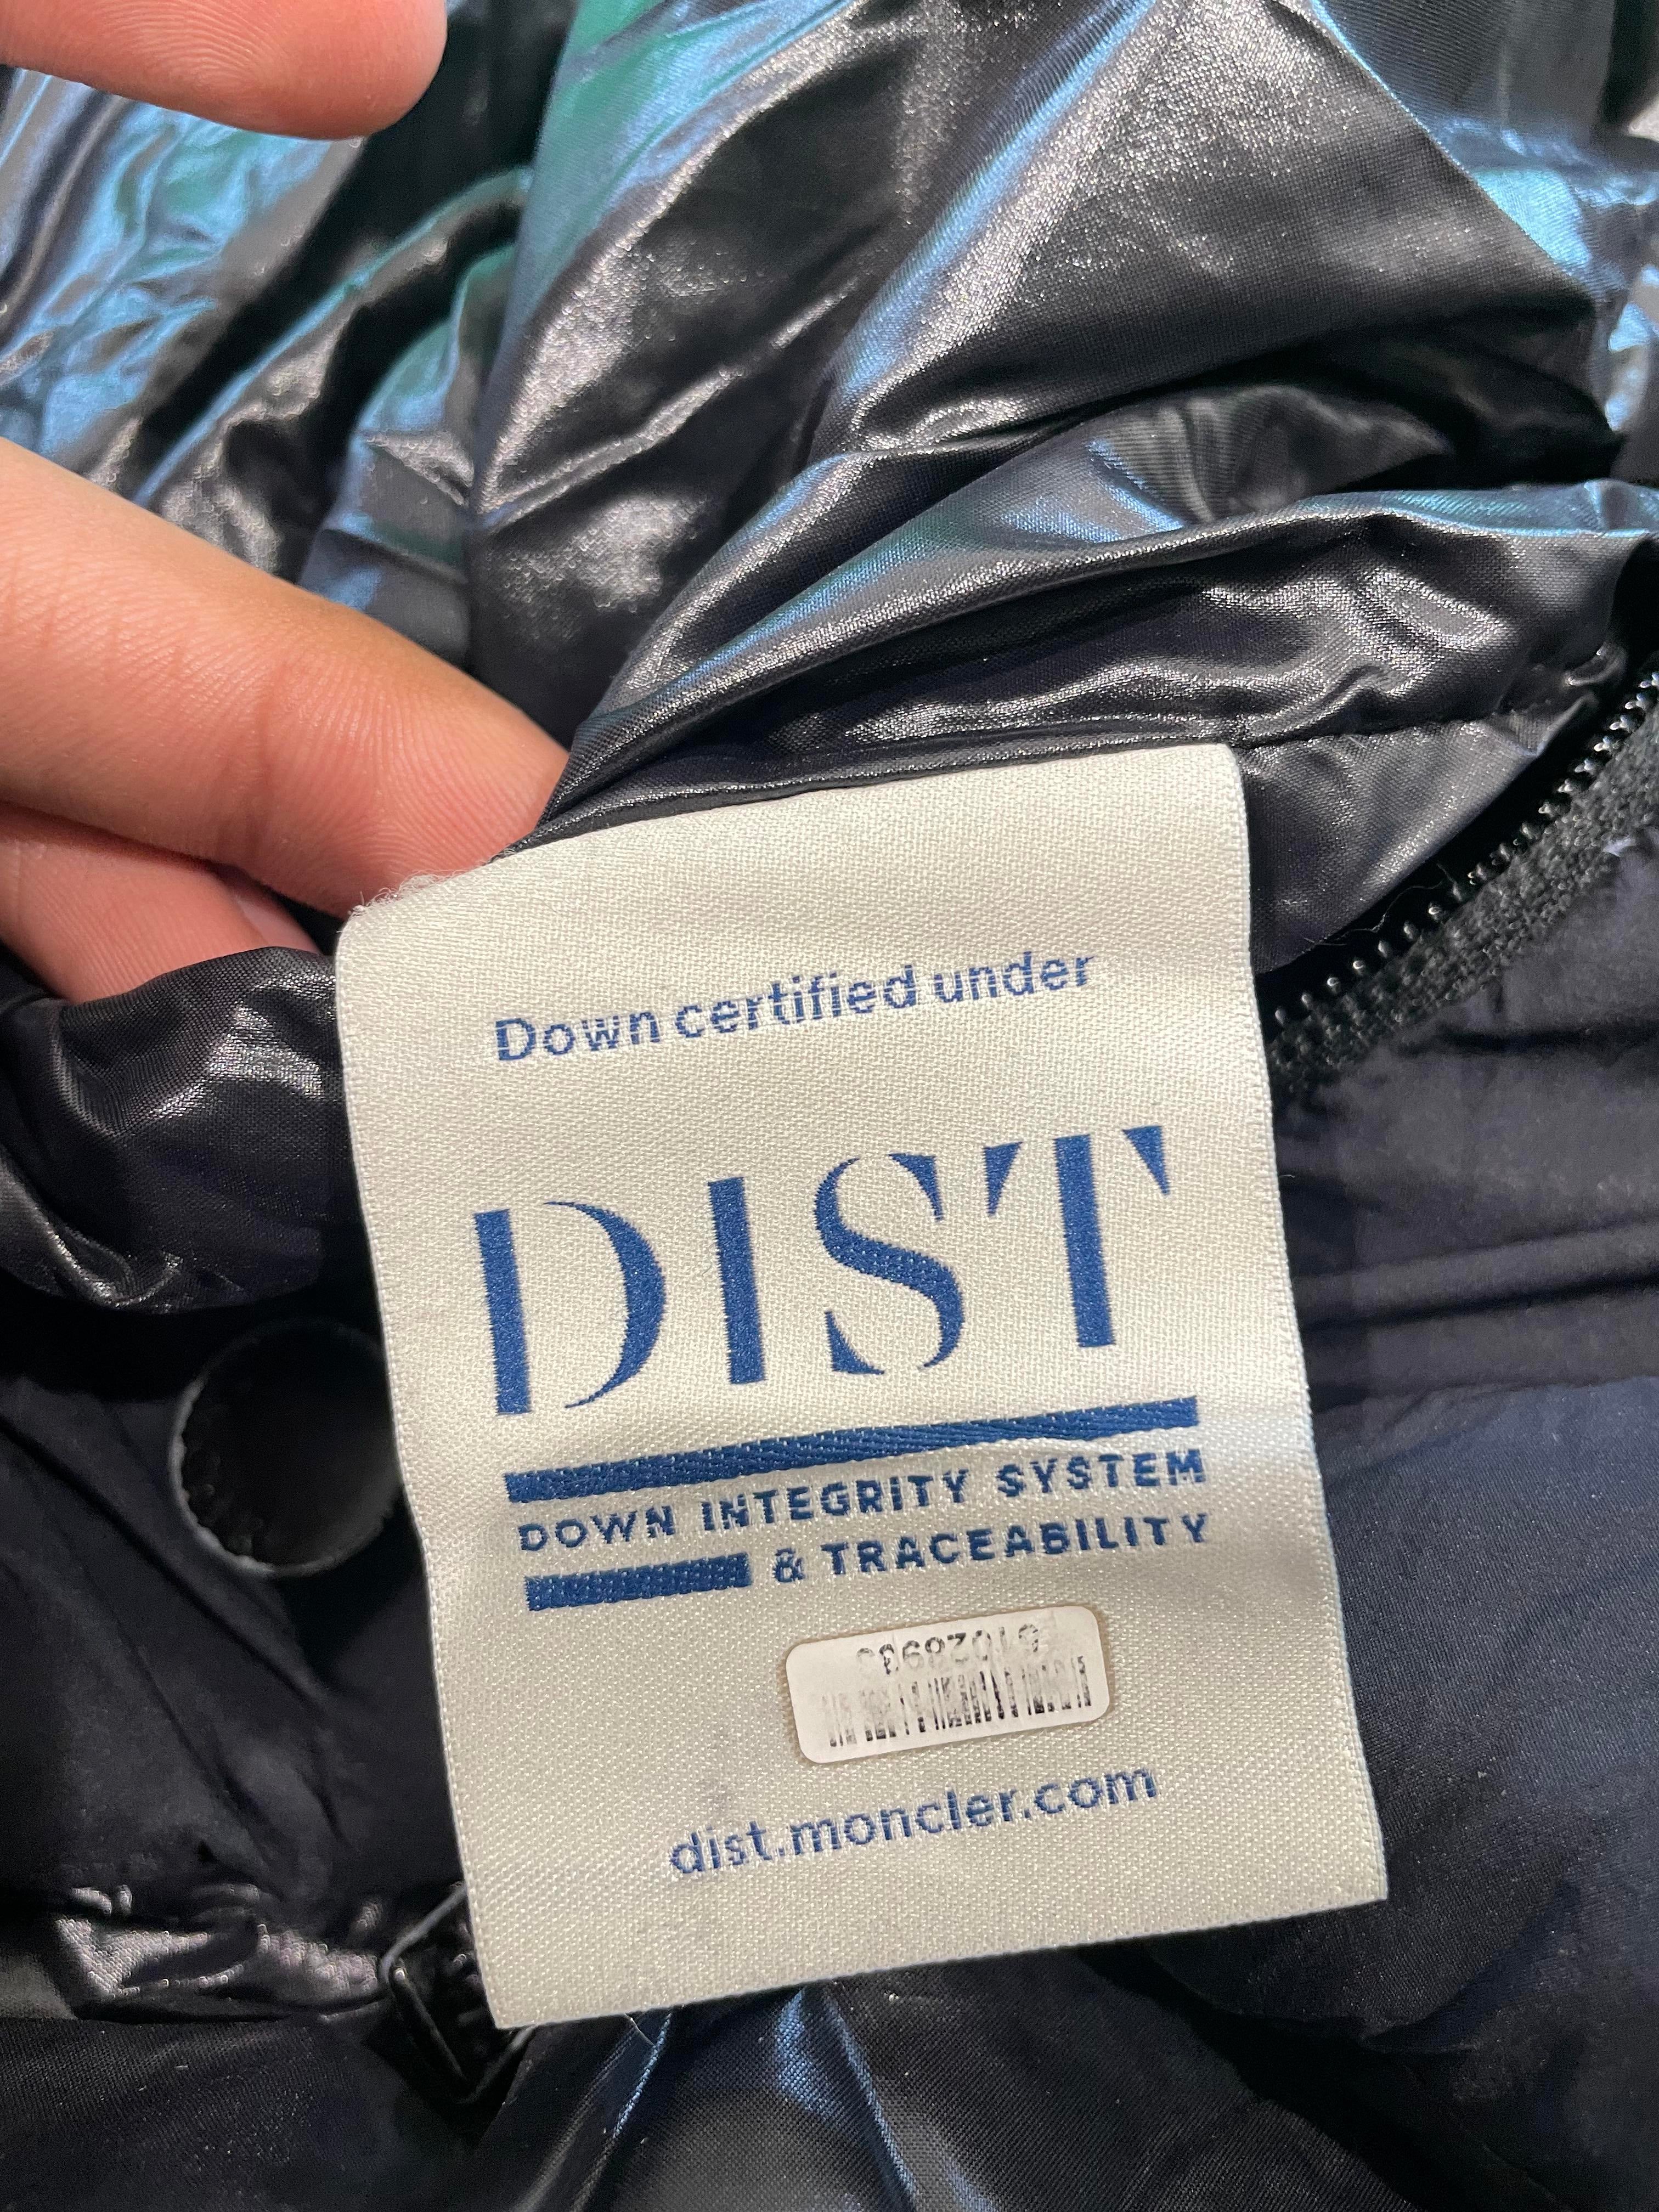 Down certified under
DIST
DOWN INTEGRITY SYSTEM
& TRACEABILITY
dist.moncler.com